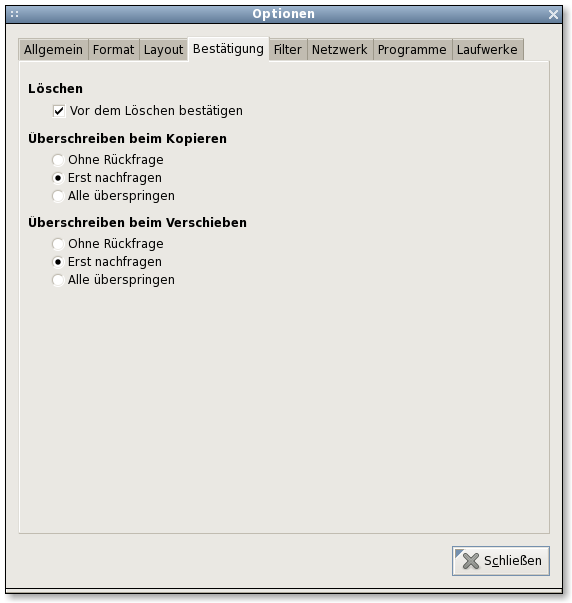 Optionen
Allgemein Format Layout Bestätigung Filter Netzwerk Programme Laufwerke
Löschen
Vor dem Löschen bestätigen
Überschreiben beim Kopieren
Ohne Rückfrage
Erst nachfragen
Alle überspringen
Überschreiben beim Verschieben
Ohne Rückfrage
Erst nachfragen
Alle überspringen
Schließen